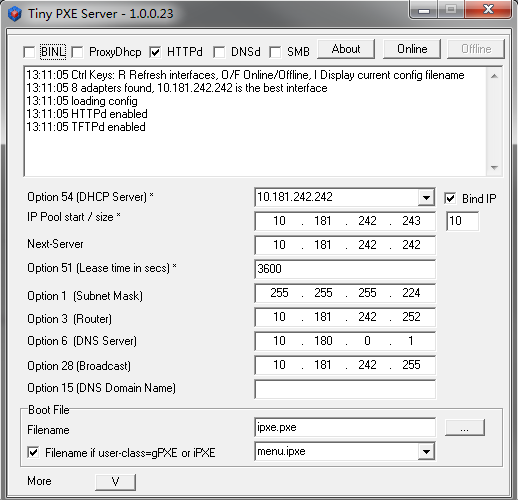 Tiny PXE Server - 1.0.0.23
BINL ProxyDhcp HTTPd DNSd SMB About Online Offline
13:11:05 Ctrl Keys: R Refresh interfaces, O/F Online/Offline, I Display current config filename
13:11:05 8 adapters found, 10.181.242.242 is the best interface
13:11:05 loading config
13:11:05 HTTPd enabled
13:11:05 TFTPd enabled
Option 54 (DHCP Server) * 10.181.242.242 Bind IP
IP Pool start / size * 10 . 181 . 242 . 243 10
Next-Server 10 . 181 . 242 . 242
Option 51 (Lease time in secs) * 3600
Option 1 (Subnet Mask) 255 . 255 . 255 . 224
Option 3 (Router) 10 . 181 . 242 . 252
Option 6 (DNS Server) 10 . 180 . 0 . 1
Option 28 (Broadcast) 10 . 181 . 242 . 255
Option 15 (DNS Domain Name)
Boot File
Filename ipxe.pxe ...
Filename if user-class=gPXE or iPXE menu.ipxe
More V